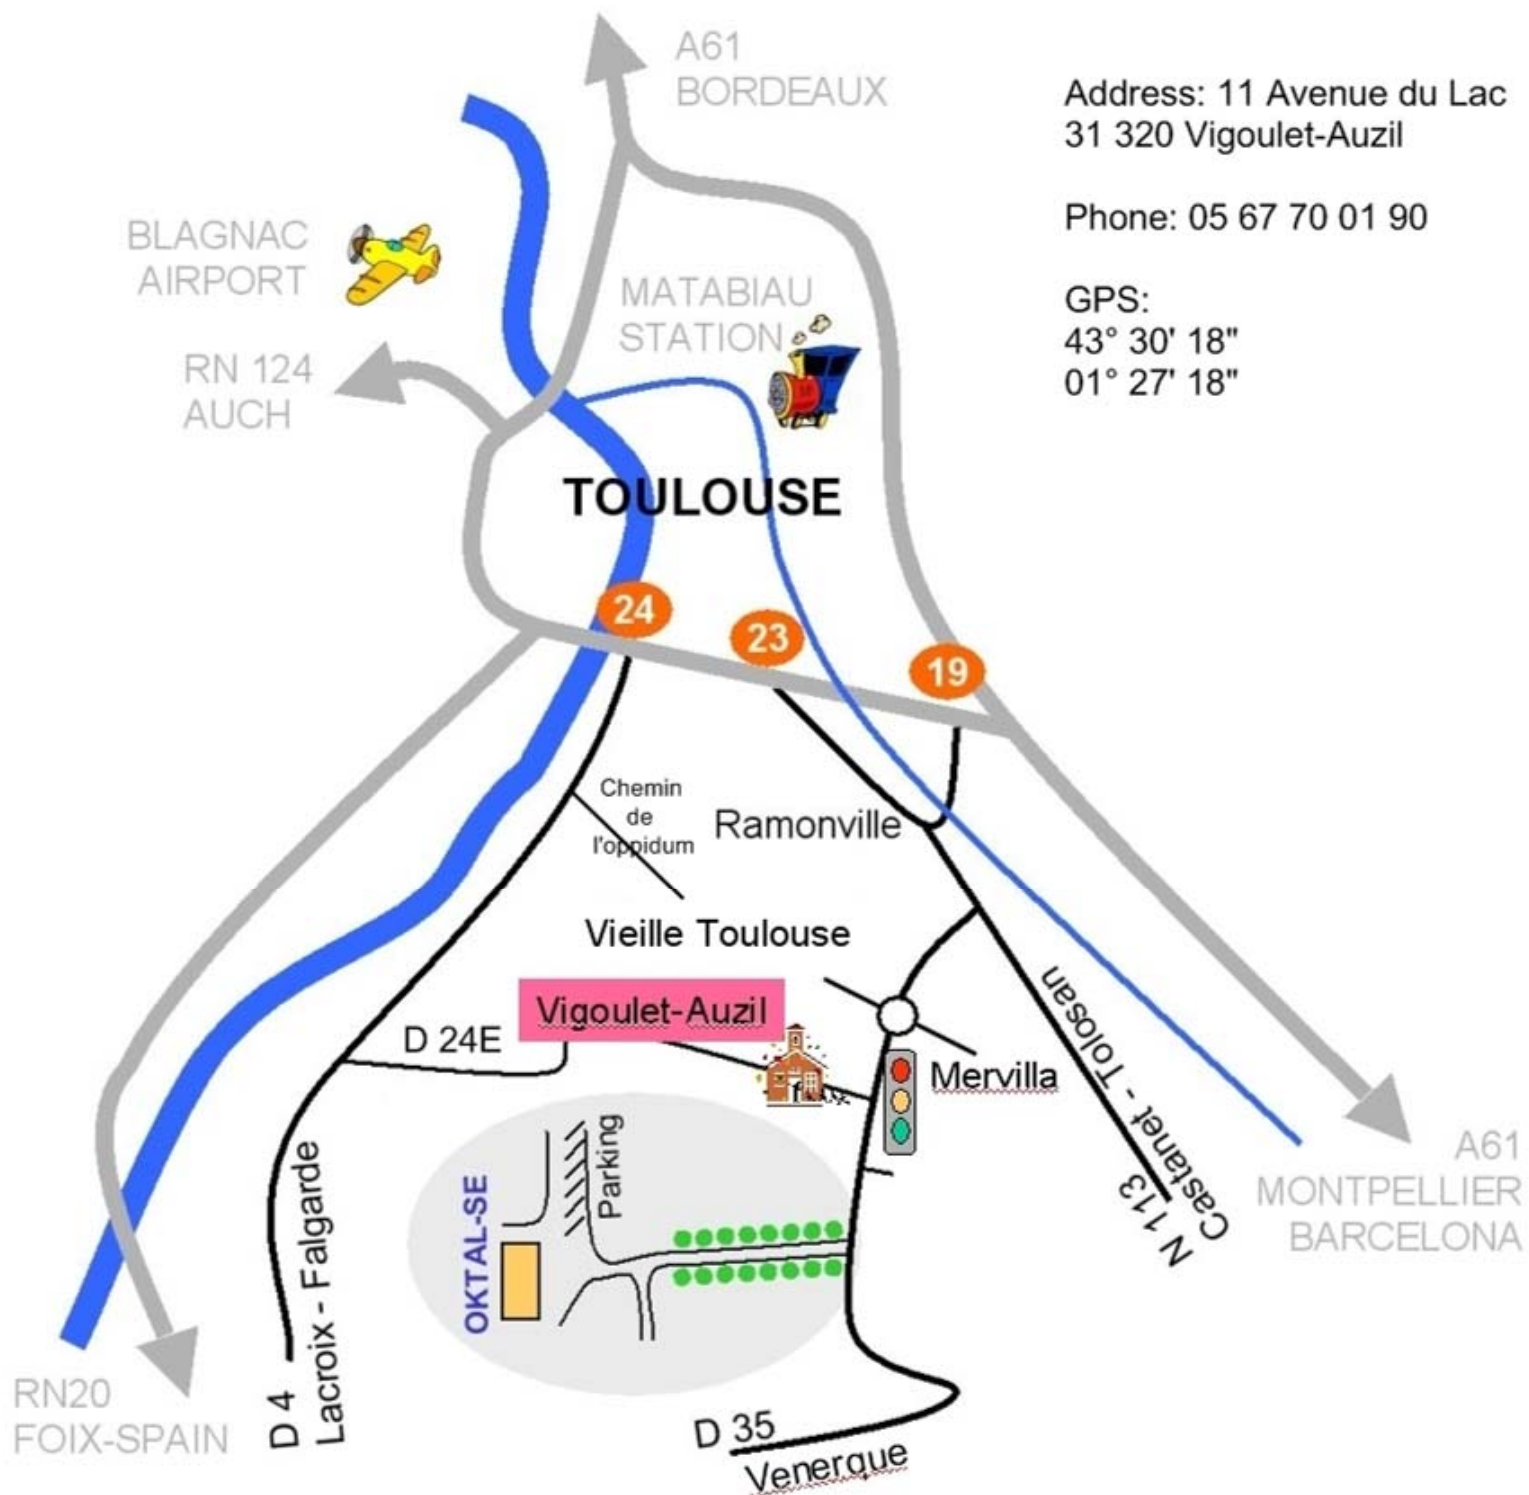 A61
BORDEAUX
Address: 11 Avenue du Lac
31 320 Vigoulet-Auzil
Phone: 05 67 70 01 90
GPS:
43° 30' 18"
01° 27' 18"
BLAGNAC
AIRPORT
MATABIAU
STATION
RN 124
AUCH
TOULOUSE
24
23
19
Chemin
de
l'oppidum
Ramonville
Vieille Toulouse
Vigoulet-Auzil
D 24E
Mervilla
N 113
Castanet - Tolosan
A61
MONTPELLIER
BARCELONA
Parking
OKTAL-SE
D 4
Lacroix - Falgarde
RN20
FOIX-SPAIN
D 35
Venerque